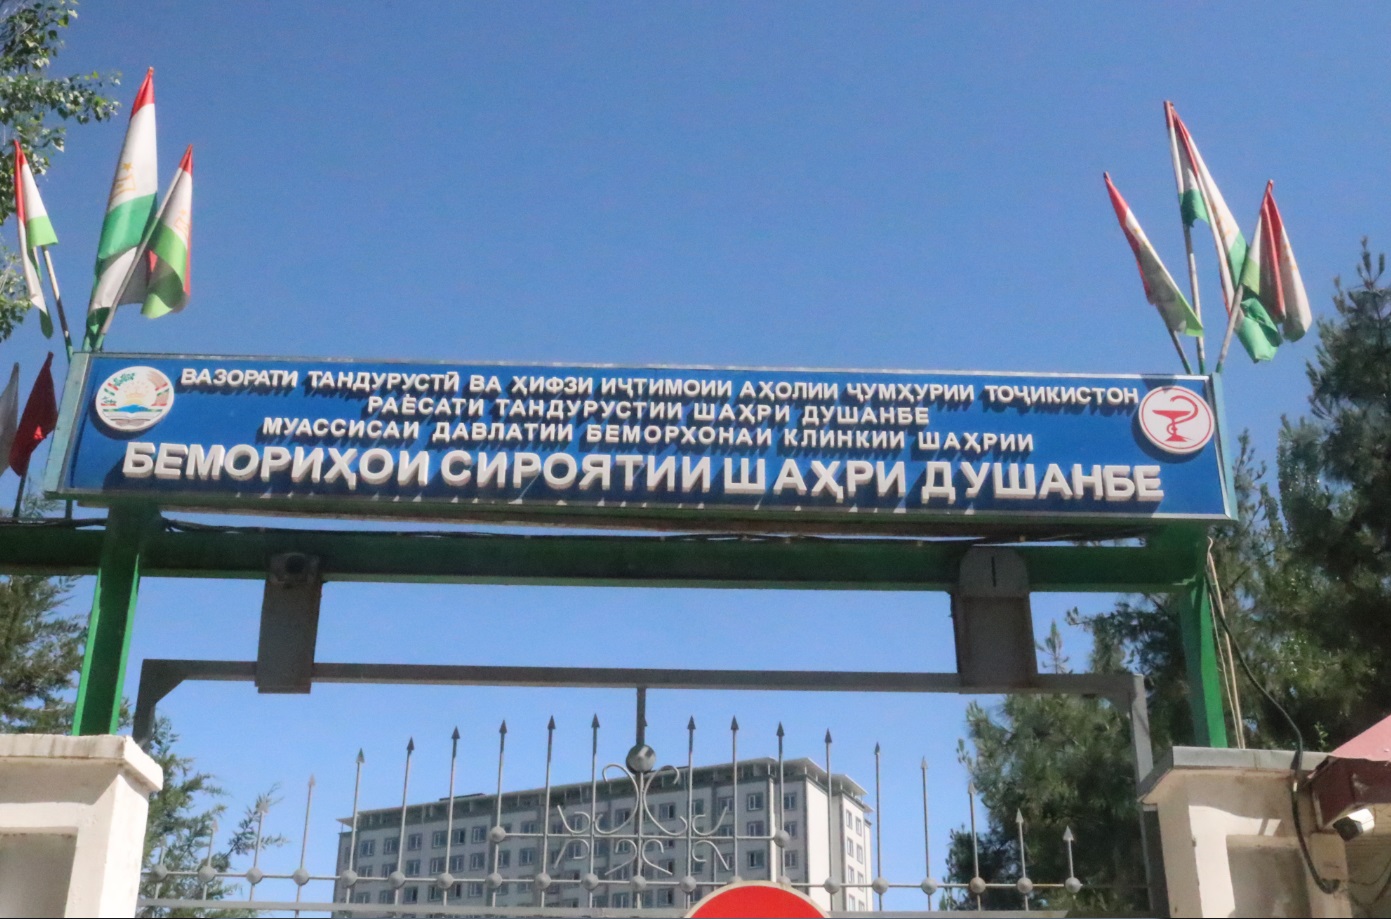 ВАЗОРАТИ ТАНДУРУСТӢ ВА ҲИФЗИ ИҶТИМОИИ АҲОЛИИ ҶУМҲУРИИ ТОҶИКИСТОН
РАЁСАТИ ТАНДУРУСТИИ ШАҲРИ ДУШАНБЕ
МУАССИСАИ ДАВЛАТИИ БЕМОРХОНАИ КЛИНКИИ ШАҲРИИ
БЕМОРИҲОИ СИРОЯТИИ ШАҲРИ ДУШАНБЕ